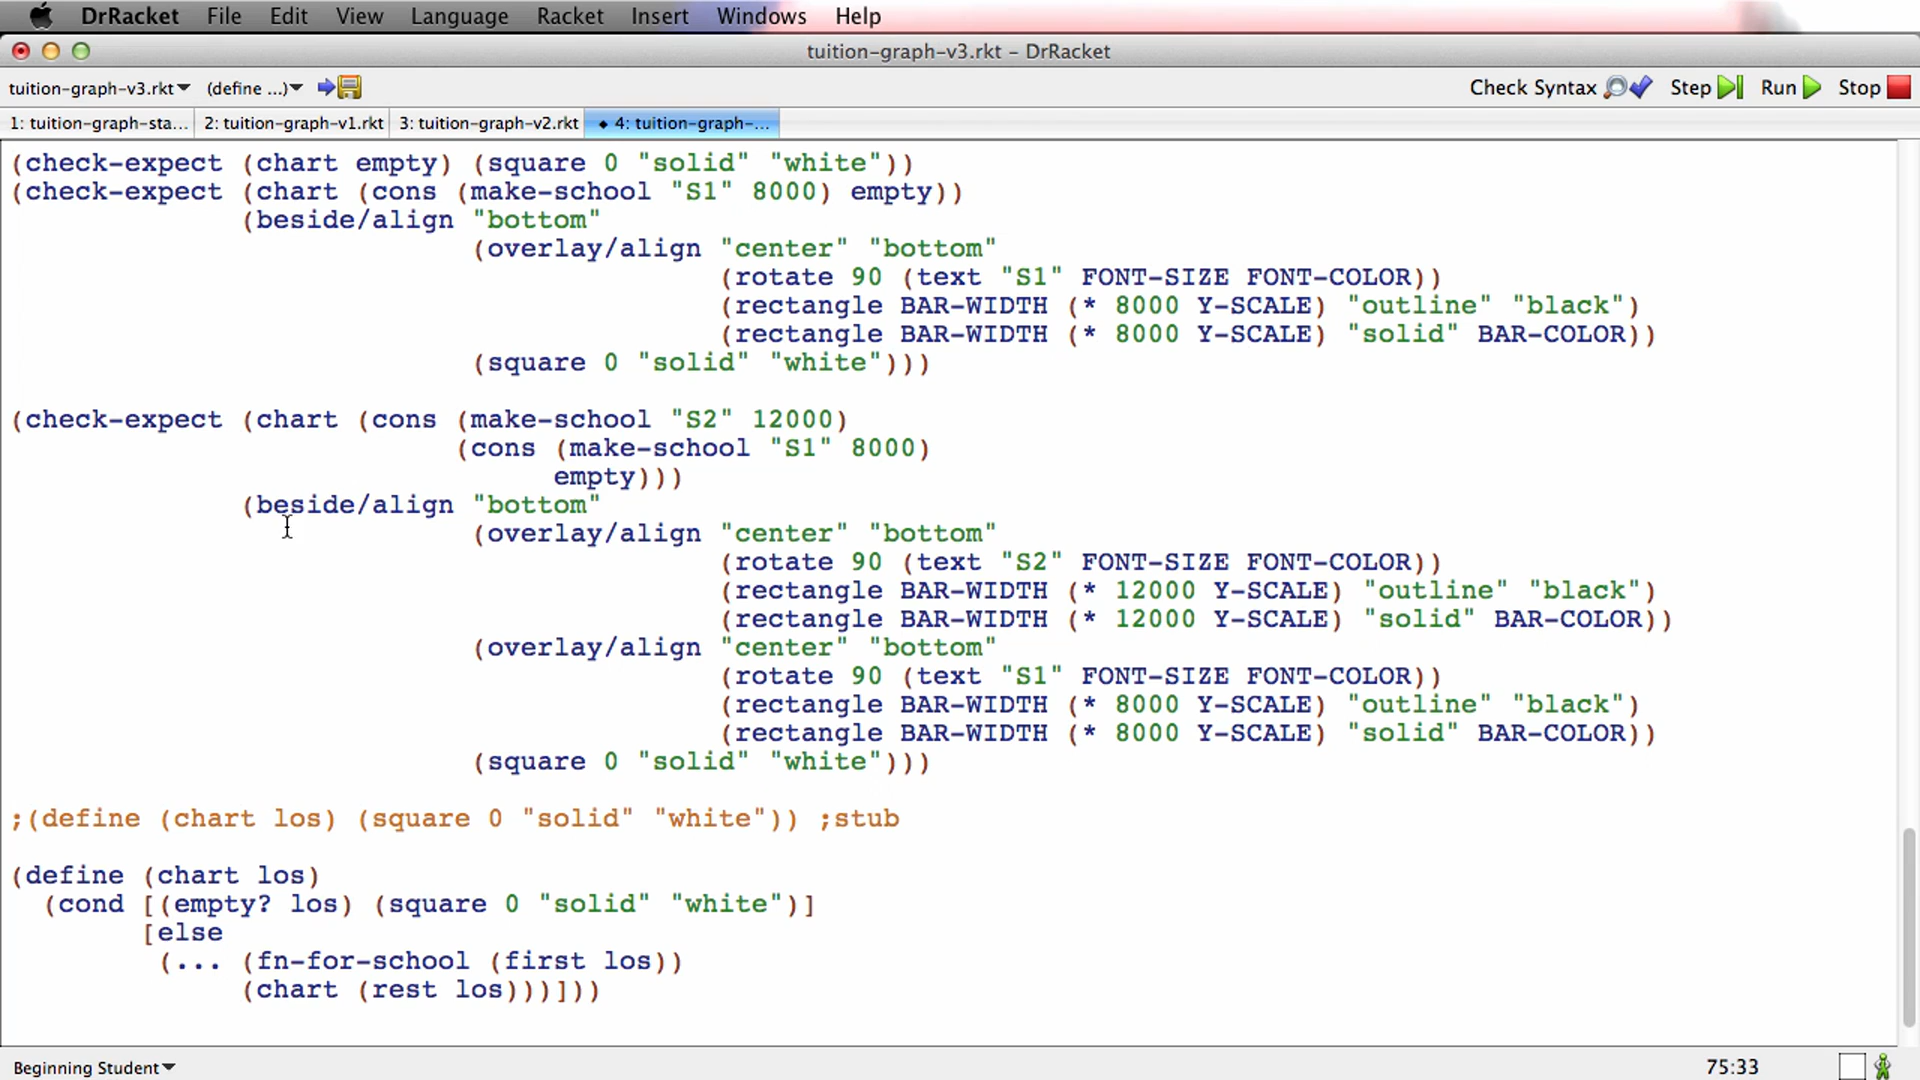 DrRacket File Edit View Language Racket Insert Windows Help
tuition-graph-v3.rkt - DrRacket
tuition-graph-v3.rkt (define ...) Check Syntax Step Run Stop
1: tuition-graph-sta... 2: tuition-graph-v1.rkt 3: tuition-graph-v2.rkt 4: tuition-graph-...
(check-expect (chart empty) (square 0 "solid" "white"))
(check-expect (chart (cons (make-school "S1" 8000) empty))
(beside/align "bottom"
(overlay/align "center" "bottom"
(rotate 90 (text "S1" FONT-SIZE FONT-COLOR))
(rectangle BAR-WIDTH (* 8000 Y-SCALE) "outline" "black")
(rectangle BAR-WIDTH (* 8000 Y-SCALE) "solid" BAR-COLOR))
(square 0 "solid" "white")))
(check-expect (chart (cons (make-school "S2" 12000)
(cons (make-school "S1" 8000)
empty)))
(beside/align "bottom"
(overlay/align "center" "bottom"
(rotate 90 (text "S2" FONT-SIZE FONT-COLOR))
(rectangle BAR-WIDTH (* 12000 Y-SCALE) "outline" "black")
(rectangle BAR-WIDTH (* 12000 Y-SCALE) "solid" BAR-COLOR))
(overlay/align "center" "bottom"
(rotate 90 (text "S1" FONT-SIZE FONT-COLOR))
(rectangle BAR-WIDTH (* 8000 Y-SCALE) "outline" "black")
(rectangle BAR-WIDTH (* 8000 Y-SCALE) "solid" BAR-COLOR))
(square 0 "solid" "white")))
;(define (chart los) (square 0 "solid" "white")) ;stub
(define (chart los)
(cond [(empty? los) (square 0 "solid" "white")]
[else
(... (fn-for-school (first los))
(chart (rest los)))]))
Beginning Student 75:33